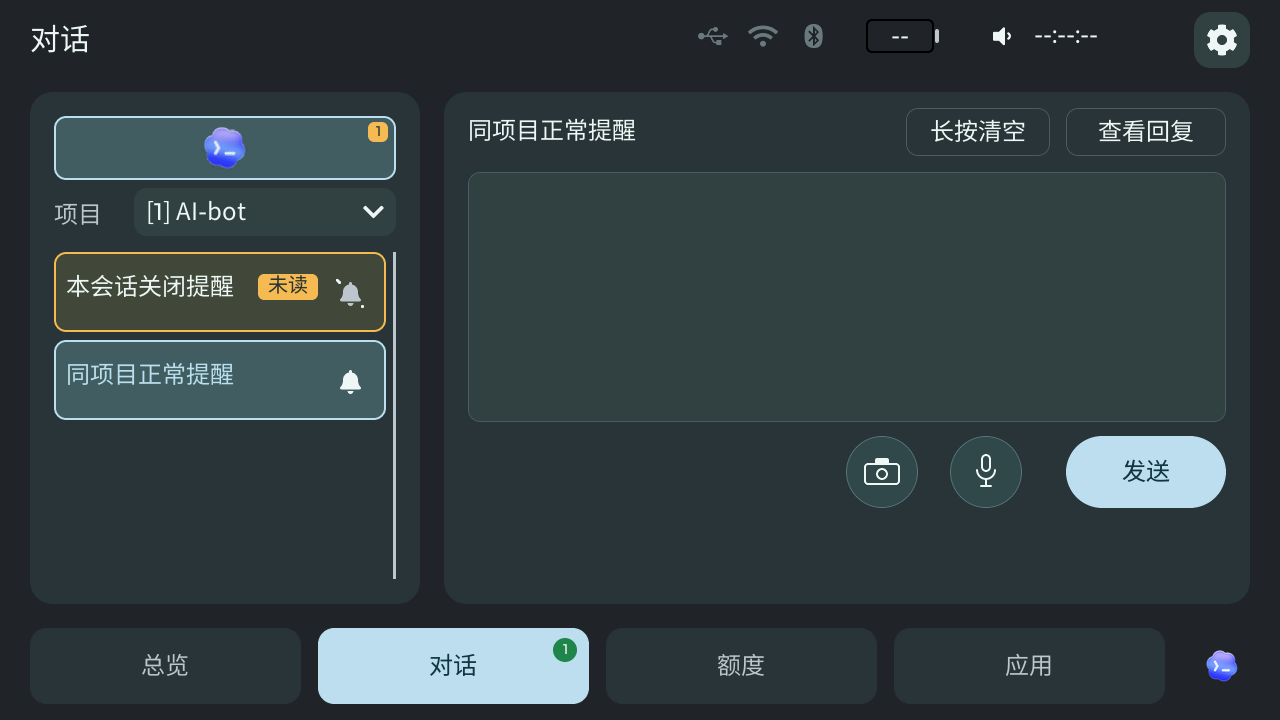 对话
--
--:--:--
1
项目
[1] AI-bot
本会话关闭提醒
未读
同项目正常提醒
同项目正常提醒
长按清空
查看回复
发送
总览
对话
1
额度
应用